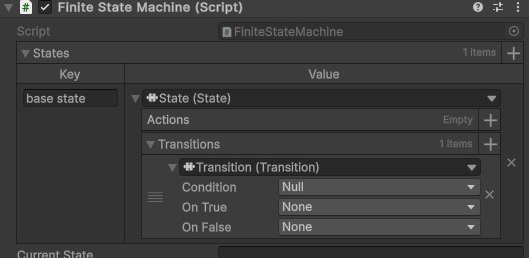 Finite State Machine (Script)
Script FiniteStateMachine
States 1 Items
Key Value
base state State (State)
Actions Empty
Transitions 1 Items
Transition (Transition)
Condition Null
On True None
On False None
Current State